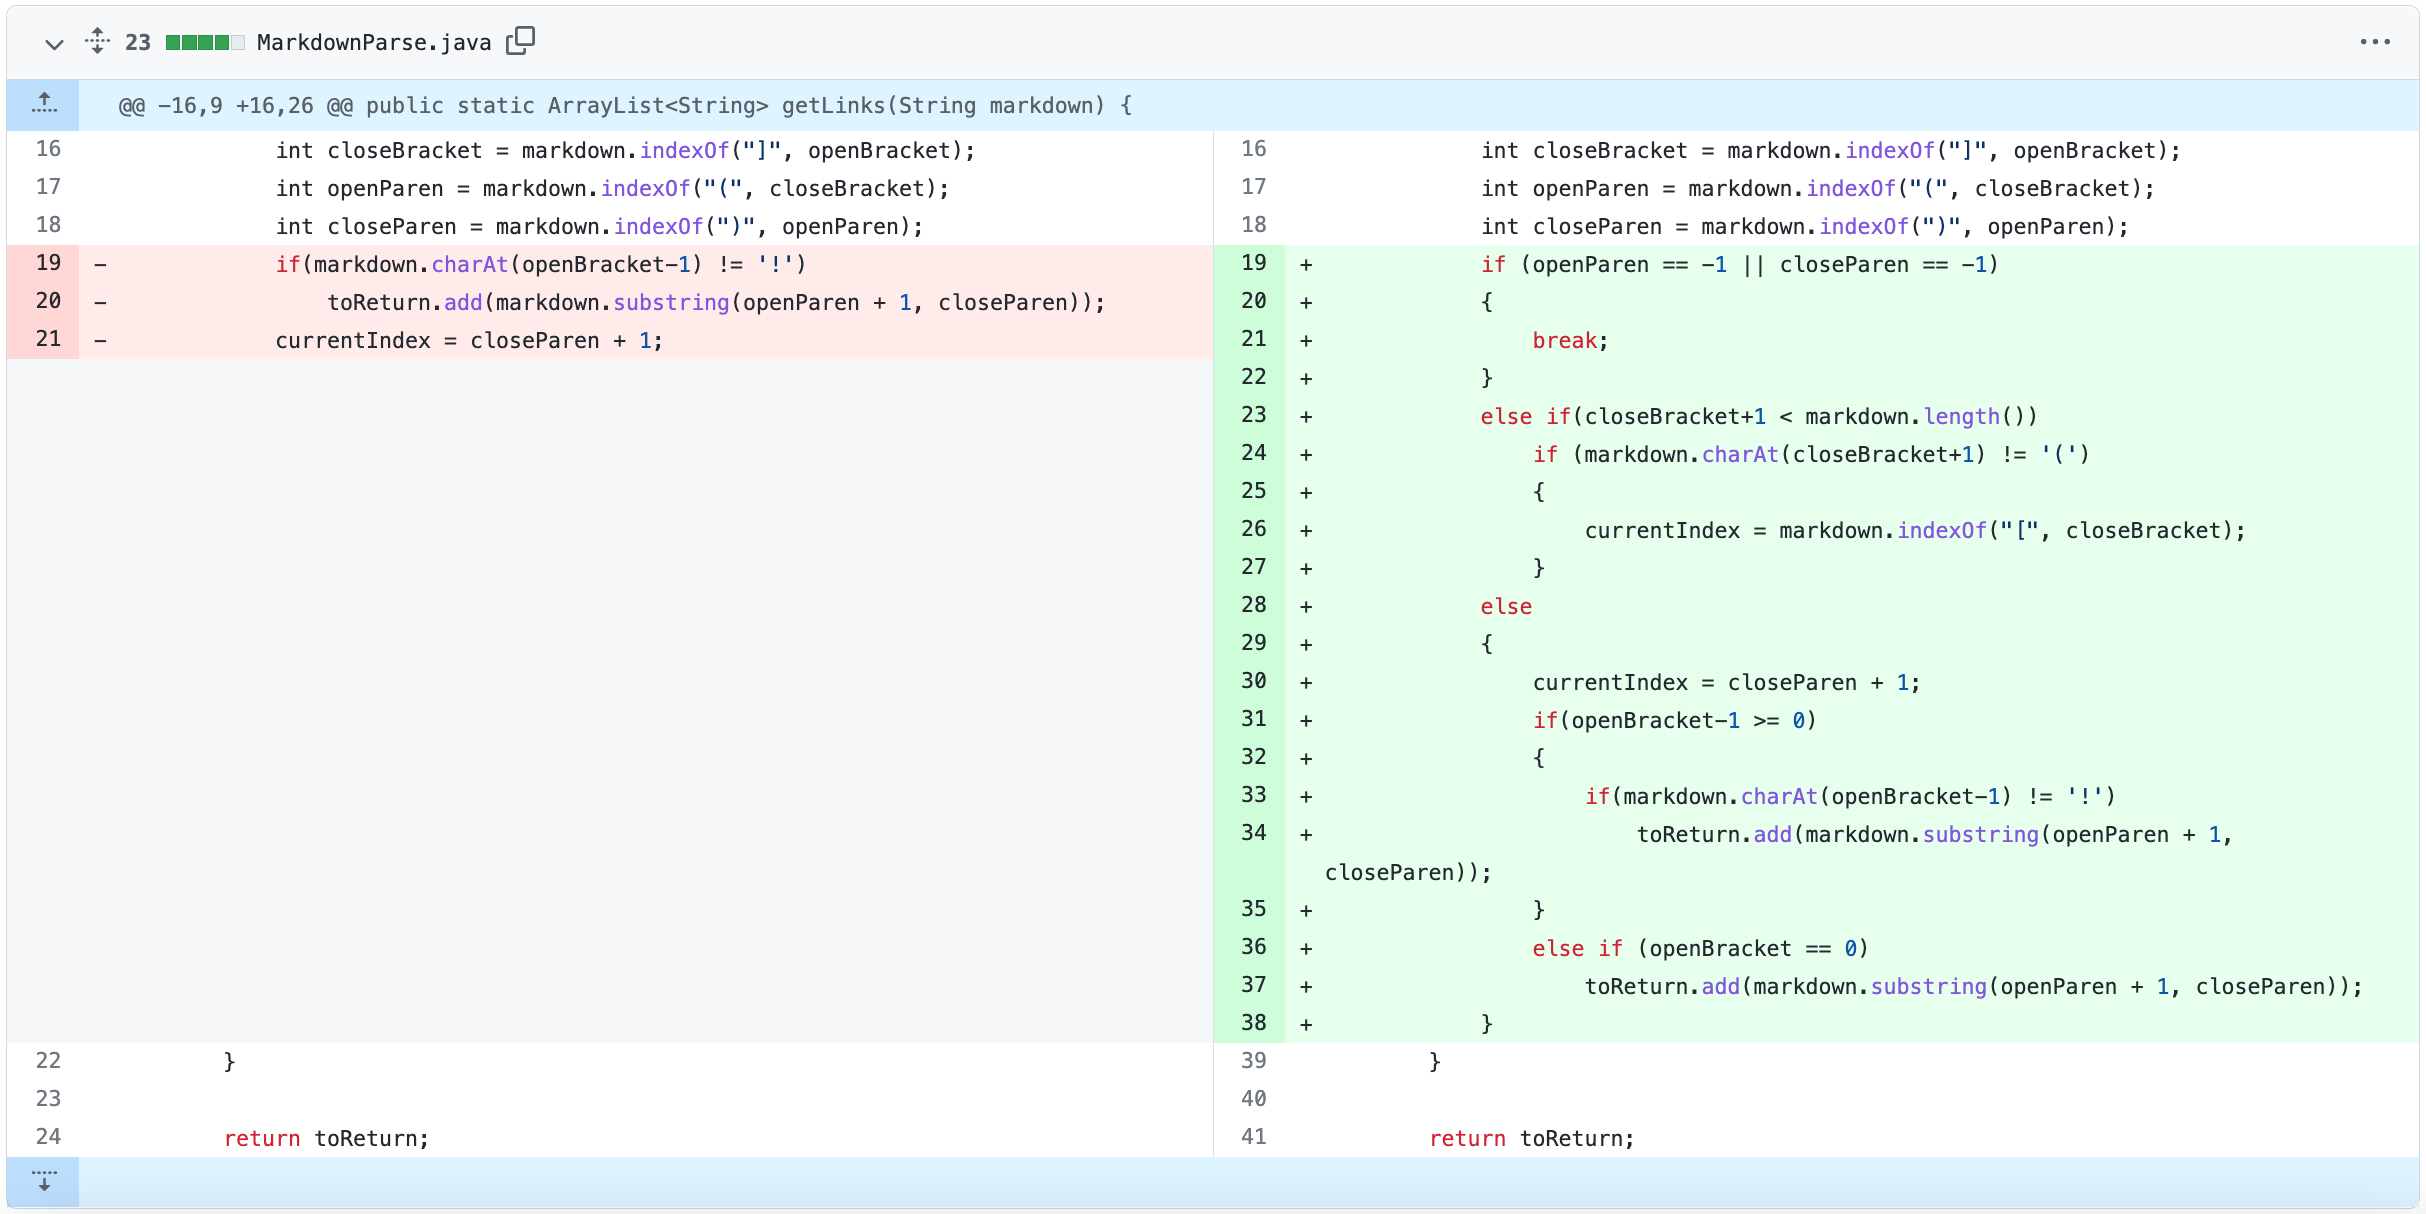 23 MarkdownParse.java
@@ -16,9 +16,26 @@ public static ArrayList<String> getLinks(String markdown) {
16 int closeBracket = markdown.indexOf("]", openBracket);
17 int openParen = markdown.indexOf("(", closeBracket);
18 int closeParen = markdown.indexOf(")", openParen);
19 - if(markdown.charAt(openBracket-1) != '!')
20 - toReturn.add(markdown.substring(openParen + 1, closeParen));
21 - currentIndex = closeParen + 1;
22 }
23
24 return toReturn;
16 int closeBracket = markdown.indexOf("]", openBracket);
17 int openParen = markdown.indexOf("(", closeBracket);
18 int closeParen = markdown.indexOf(")", openParen);
19 + if (openParen == -1 || closeParen == -1)
20 + {
21 + break;
22 + }
23 + else if(closeBracket+1 < markdown.length())
24 + if (markdown.charAt(closeBracket+1) != '(')
25 + {
26 + currentIndex = markdown.indexOf("[", closeBracket);
27 + }
28 + else
29 + {
30 + currentIndex = closeParen + 1;
31 + if(openBracket-1 >= 0)
32 + {
33 + if(markdown.charAt(openBracket-1) != '!')
34 + toReturn.add(markdown.substring(openParen + 1,
closeParen));
35 + }
36 + else if (openBracket == 0)
37 + toReturn.add(markdown.substring(openParen + 1, closeParen));
38 + }
39 }
40
41 return toReturn;